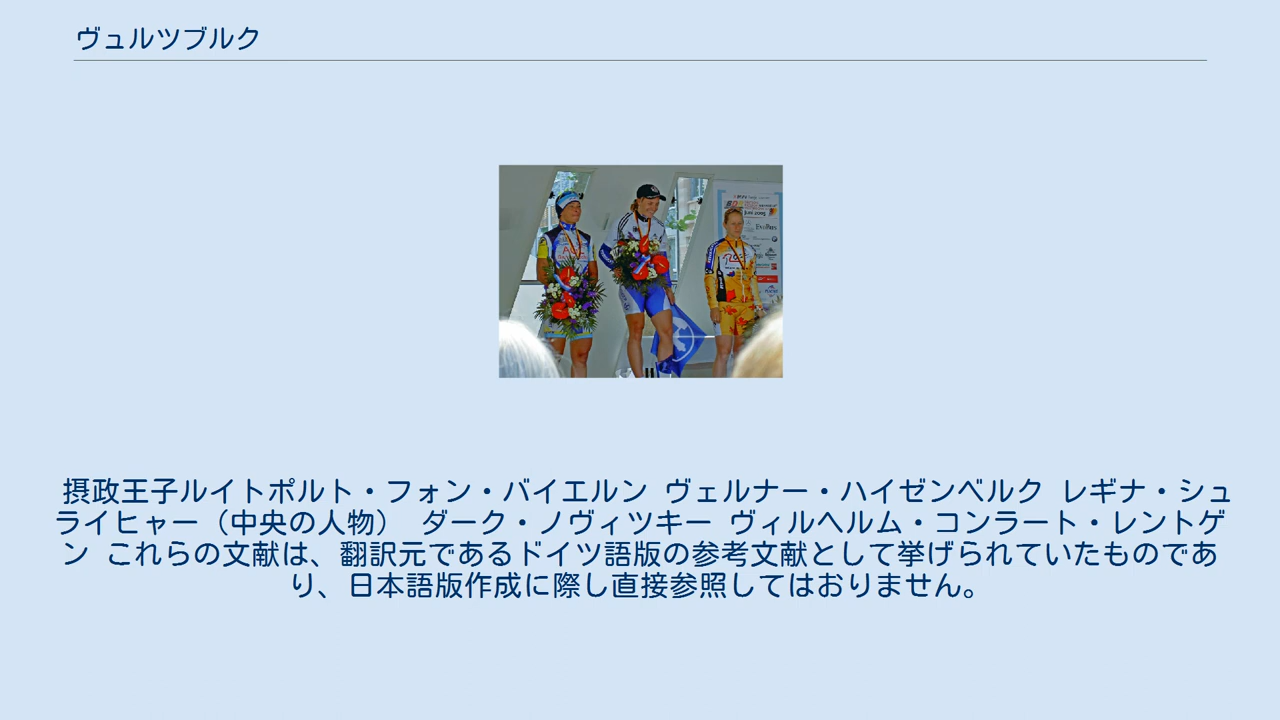 ヴュルツブルク
摂政王子ルイトポルト・フォン・バイエルン ヴェルナー・ハイゼンベルク レギナ・シュ
ライヒャー（中央の人物） ダーク・ノヴィツキー ヴィルヘルム・コンラート・レントゲ
ン これらの文献は、翻訳元であるドイツ語版の参考文献として挙げられていたものであ
り、日本語版作成に際し直接参照してはおりません。